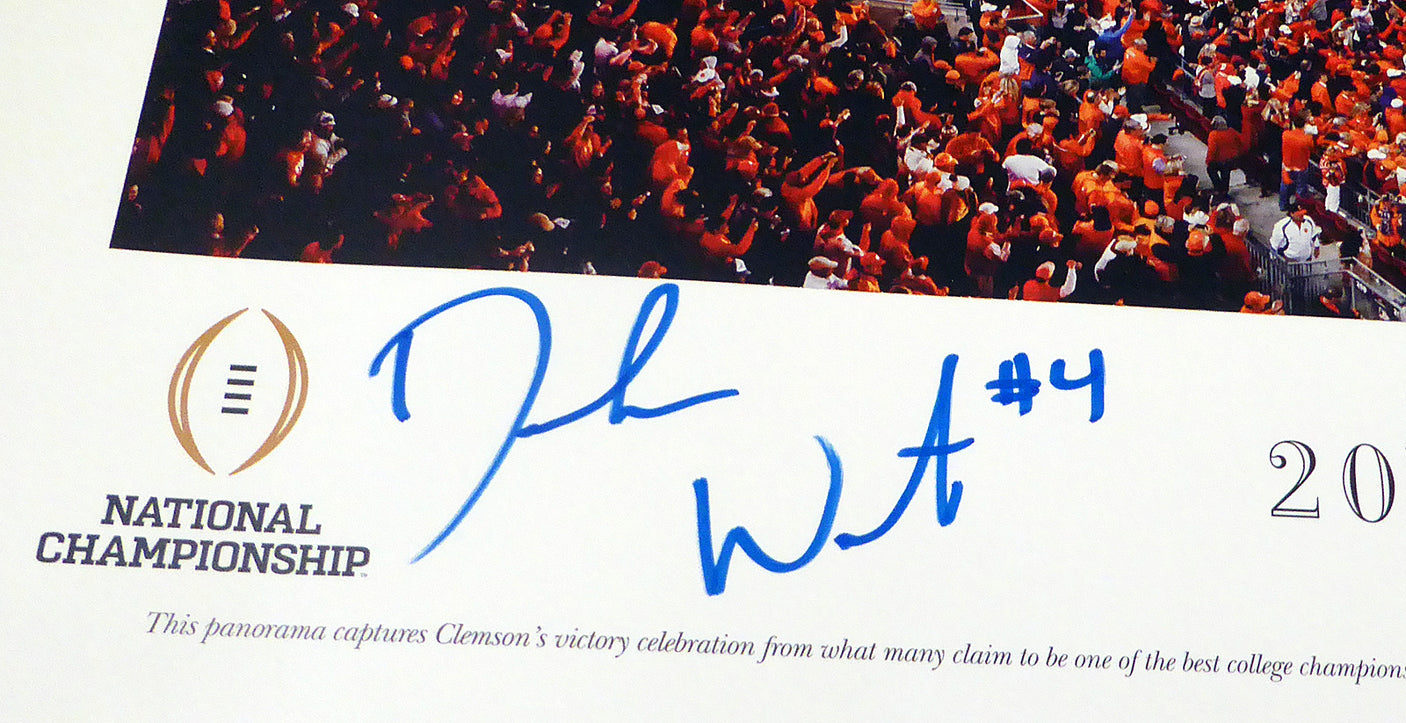 #4
20
NATIONAL
CHAMPIONSHIP
This panorama captures Clemson's victory celebration from what many claim to be one of the best college champions